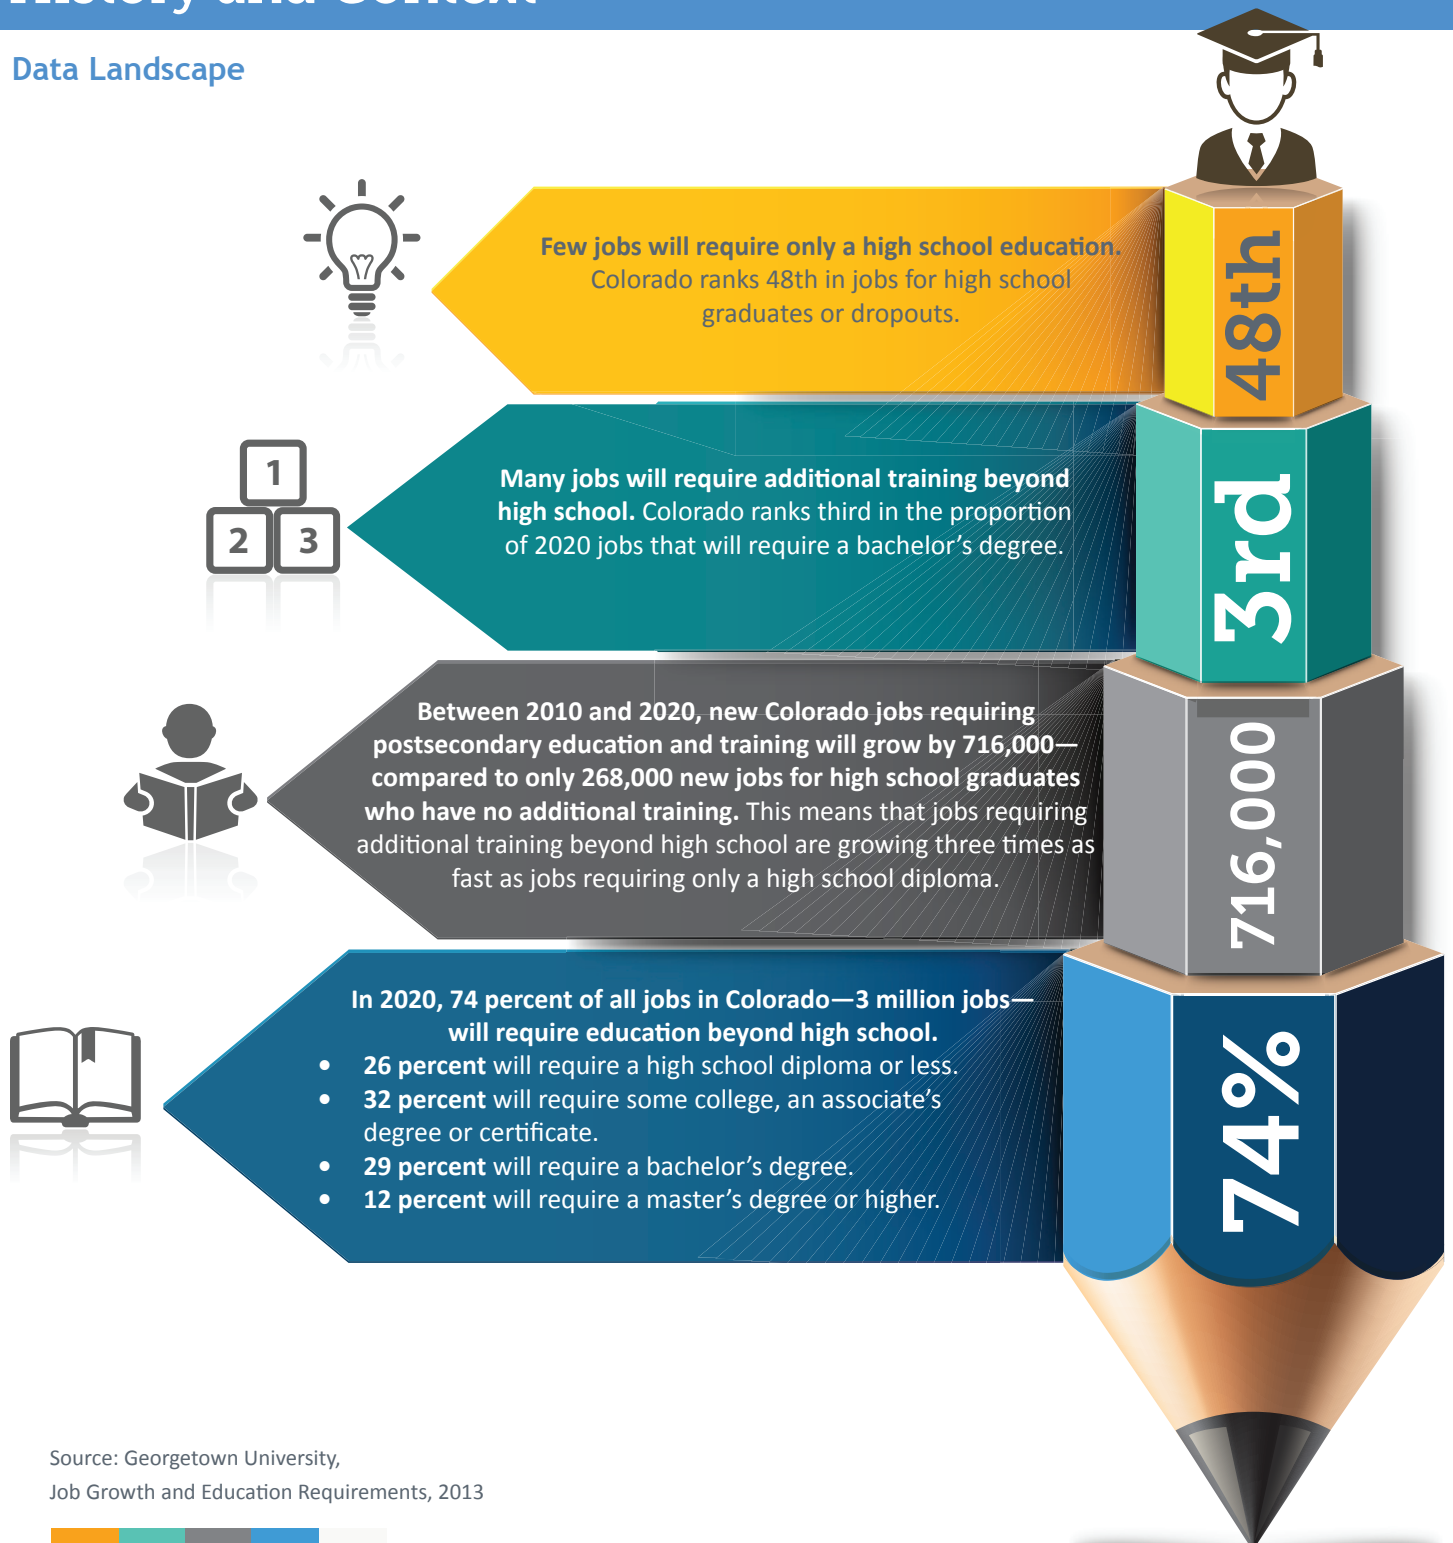 History and Context
Data Landscape
Few jobs will require only a high school education.
Colorado ranks 48th in jobs for high school
graduates or dropouts.
48th
1
2 3
Many jobs will require additional training beyond
high school. Colorado ranks third in the proportion
of 2020 jobs that will require a bachelor’s degree.
3rd
Between 2010 and 2020, new Colorado jobs requiring
postsecondary education and training will grow by 716,000—
compared to only 268,000 new jobs for high school graduates
who have no additional training. This means that jobs requiring
additional training beyond high school are growing three times as
fast as jobs requiring only a high school diploma.
716,000
In 2020, 74 percent of all jobs in Colorado—3 million jobs—
will require education beyond high school.
• 26 percent will require a high school diploma or less.
• 32 percent will require some college, an associate’s
degree or certificate.
• 29 percent will require a bachelor’s degree.
• 12 percent will require a master’s degree or higher.
74%
Source: Georgetown University,
Job Growth and Education Requirements, 2013